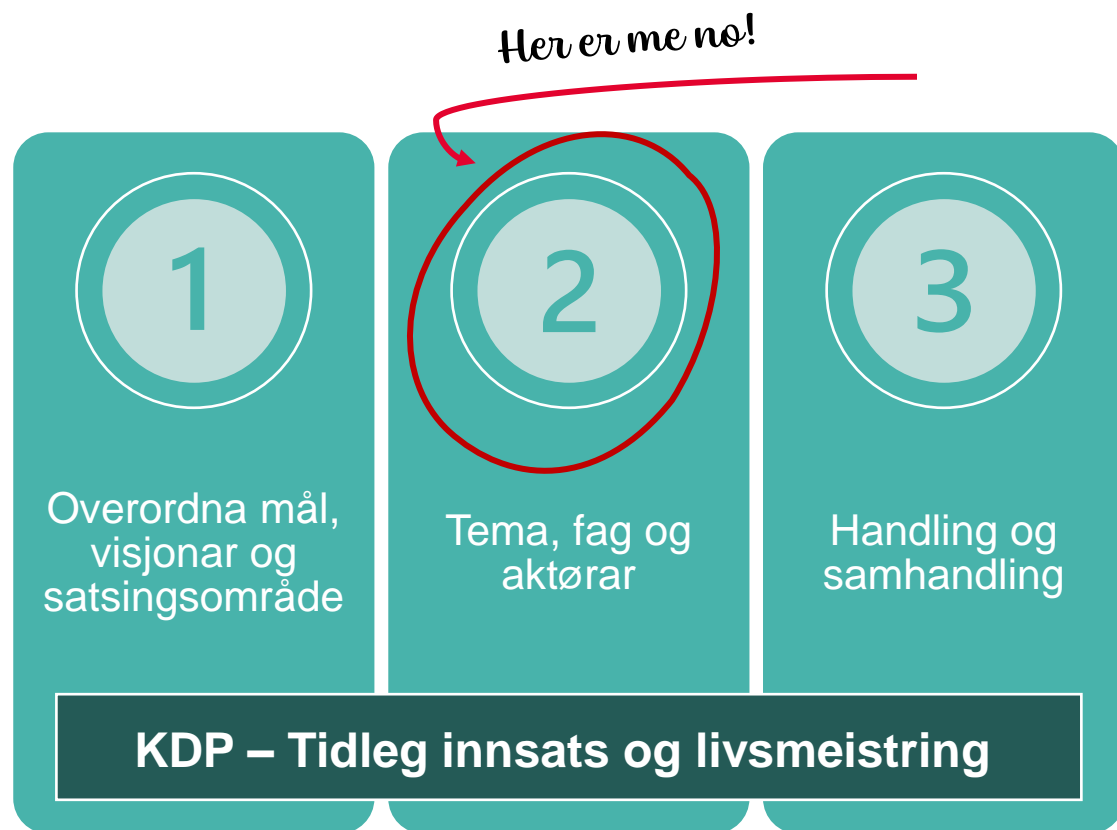 Her er me no!
1
2
3
Overordna mål,
visjonar og
satsingsområde
Tema, fag og
aktørar
Handling og
samhandling
KDP – Tidleg innsats og livsmeistring